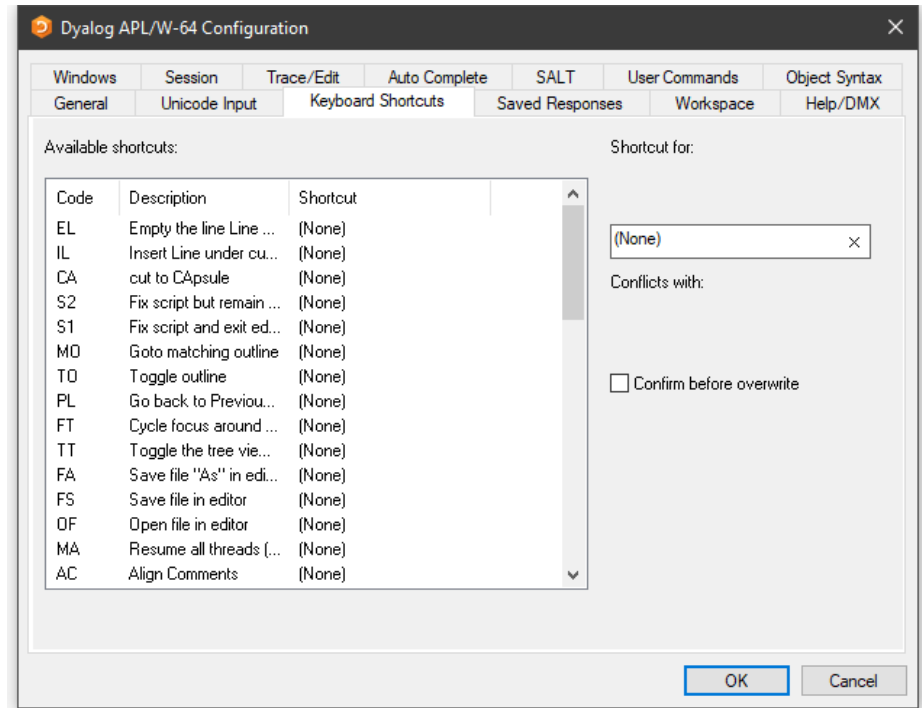 Dyalog APL/W-64 Configuration
Windows Session Trace/Edit Auto Complete SALT User Commands Object Syntax
General Unicode Input Keyboard Shortcuts Saved Responses Workspace Help/DMX
Available shortcuts:
Shortcut for:
Code Description Shortcut
EL Empty the line Line ... (None)
IL Insert Line under cu... (None)
CA cut to CApsule (None)
S2 Fix script but remain ... (None)
S1 Fix script and exit ed... (None)
MO Goto matching outline (None)
TO Toggle outline (None)
PL Go back to Previou... (None)
FT Cycle focus around ... (None)
TT Toggle the tree vie... (None)
FA Save file "As" in edi... (None)
FS Save file in editor (None)
OF Open file in editor (None)
MA Resume all threads (... (None)
AC Align Comments (None)
(None)
Conflicts with:
Confirm before overwrite
OK Cancel